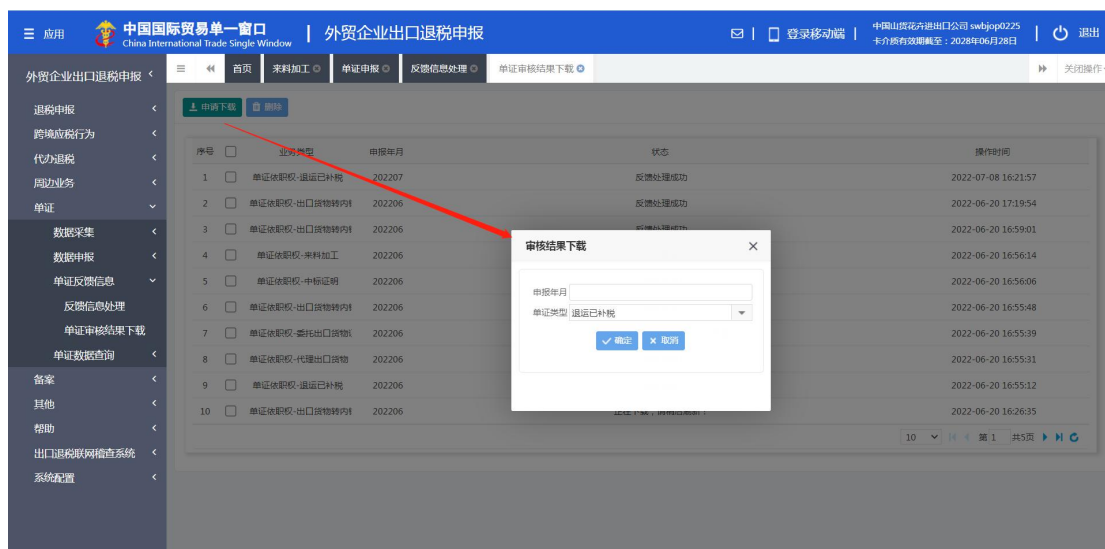 应用
中国国际贸易单一窗口
China International Trade Single Window
外贸企业出口退税申报
登录移动端
中国山货花卉进出口公司 swbjop0225
卡介质有效期截至：2028年06月28日
退出
外贸企业出口退税申报
首页 来料加工 单证申报 反馈信息处理 单证审核结果下载 关闭操作
退税申报
跨境应税行为
代办退税
周边业务
单证
数据采集
数据申报
单证反馈信息
反馈信息处理
单证审核结果下载
单证数据查询
备案
其他
帮助
出口退税联网稽查系统
系统配置
申请下载 删除
序号 业务类型 申报年月 状态 操作时间
1 单证依职权-退运已补税 202207 反馈处理成功 2022-07-08 16:21:57
2 单证依职权-出口货物转内 202206 反馈处理成功 2022-06-20 17:19:54
3 单证依职权-出口货物转内 202206 反馈处理成功 2022-06-20 16:59:01
4 单证依职权-来料加工 202206 2022-06-20 16:56:14
5 单证依职权-中标证明 202206 2022-06-20 16:56:06
6 单证依职权-出口货物转内 202206 2022-06-20 16:55:48
7 单证依职权-委托出口货物 202206 2022-06-20 16:55:39
8 单证依职权-代理出口货物 202206 2022-06-20 16:55:31
9 单证依职权-退运已补税 202206 2022-06-20 16:55:12
10 单证依职权-出口货物转内 202206 2022-06-20 16:26:35
10 第 1 共5页
审核结果下载
申报年月
单证类型 退运已补税
确定 取消